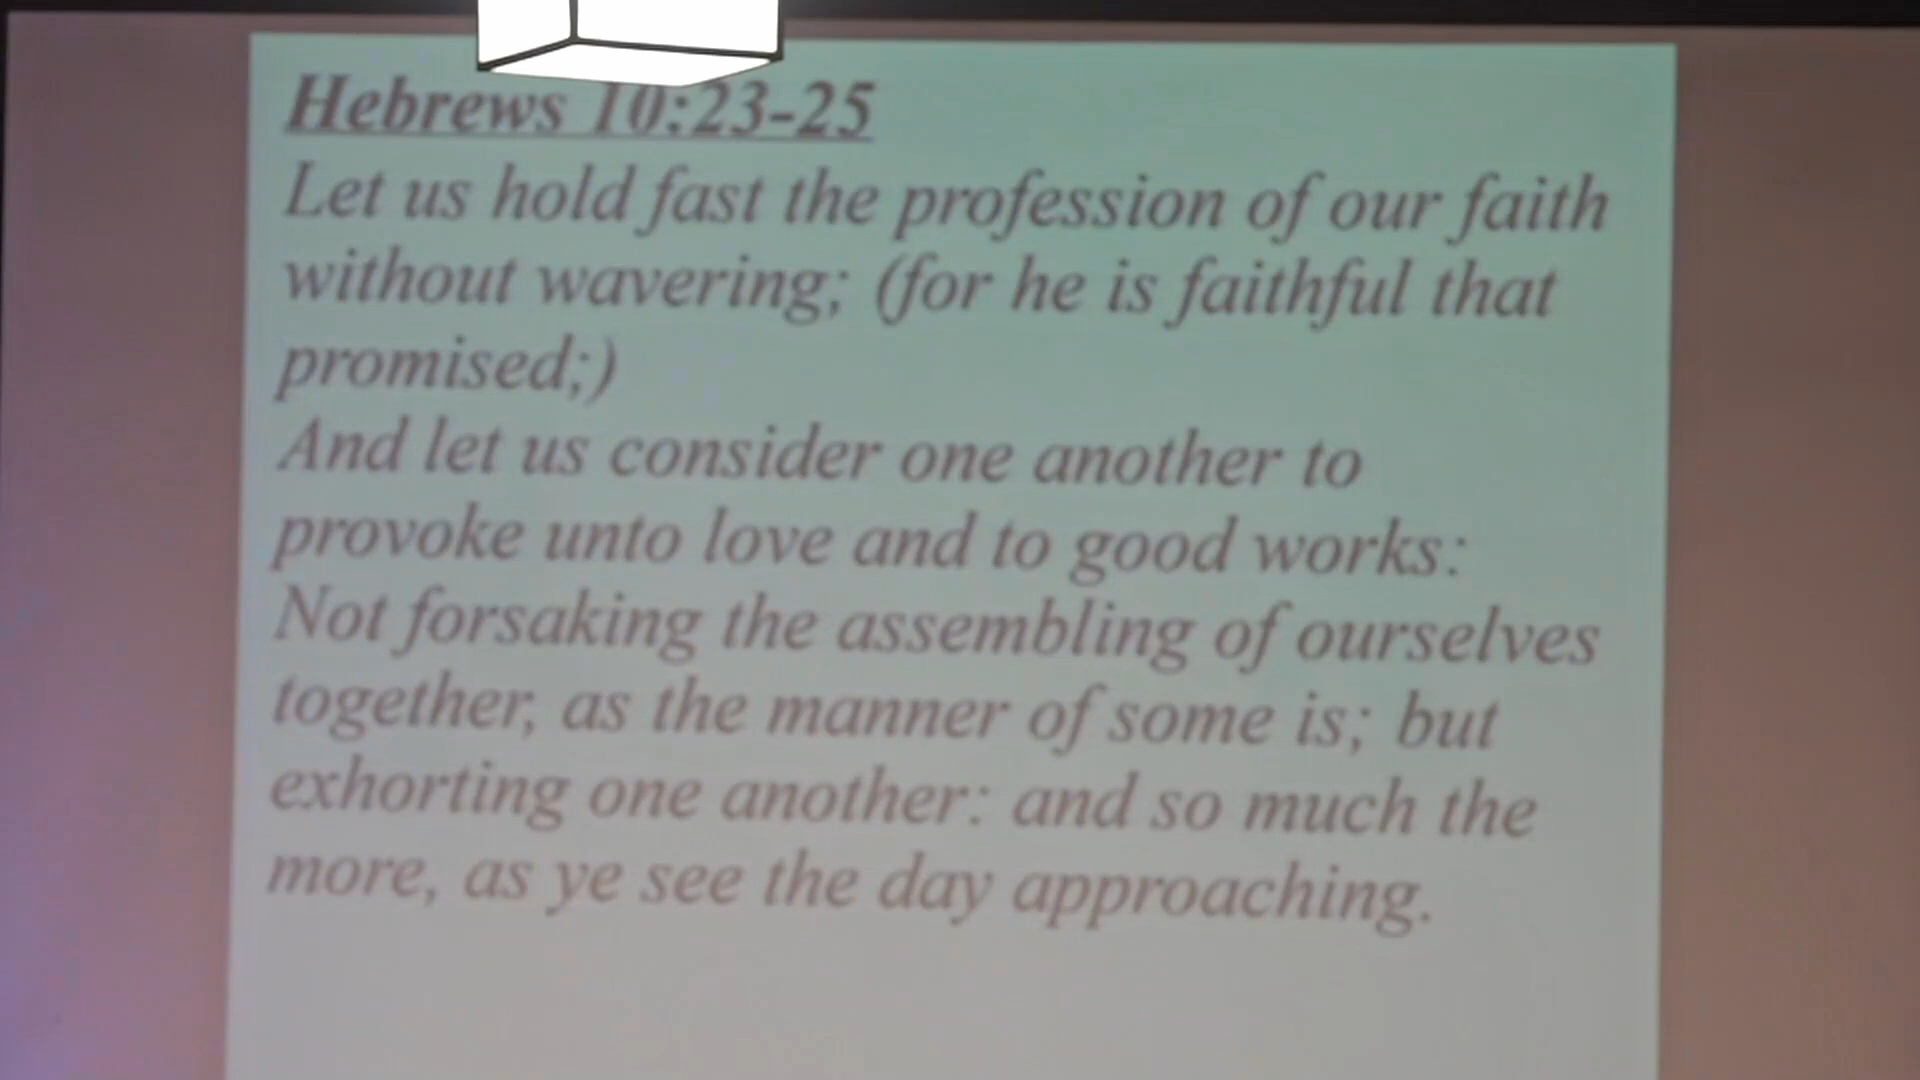 Hebrews 10:23-25
Let us hold fast the profession of our faith
without wavering; (for he is faithful that
promised;)
And let us consider one another to
provoke unto love and to good works:
Not forsaking the assembling of ourselves
together, as the manner of some is; but
exhorting one another: and so much the
more, as ye see the day approaching.